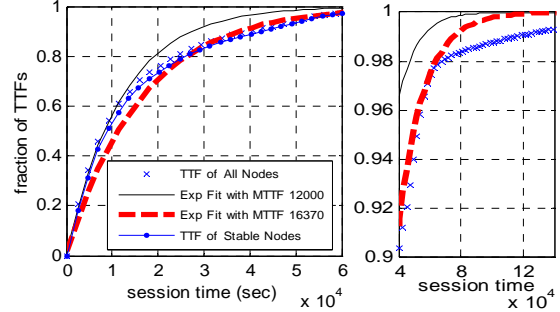 fraction of TTFs
1
0.8
0.6
0.4
0.2
0
TTF of All Nodes
Exp Fit with MTTF 12000
Exp Fit with MTTF 16370
TTF of Stable Nodes
0 1 2 3 4 5 6
session time (sec)
x 10^4
1
0.98
0.96
0.94
0.92
0.9
4 8 12
session time
x 10^4